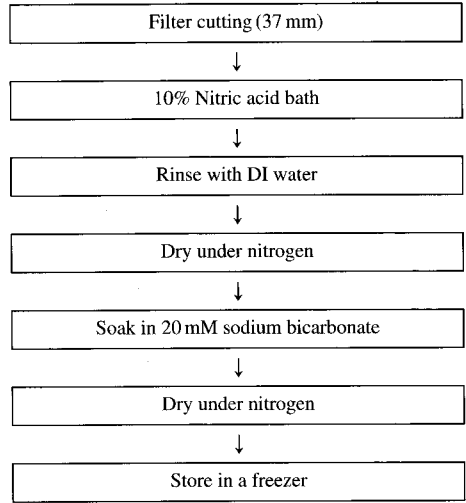 Filter cutting (37 mm)
10% Nitric acid bath
Rinse with DI water
Dry under nitrogen
Soak in 20 mM sodium bicarbonate
Dry under nitrogen
Store in a freezer